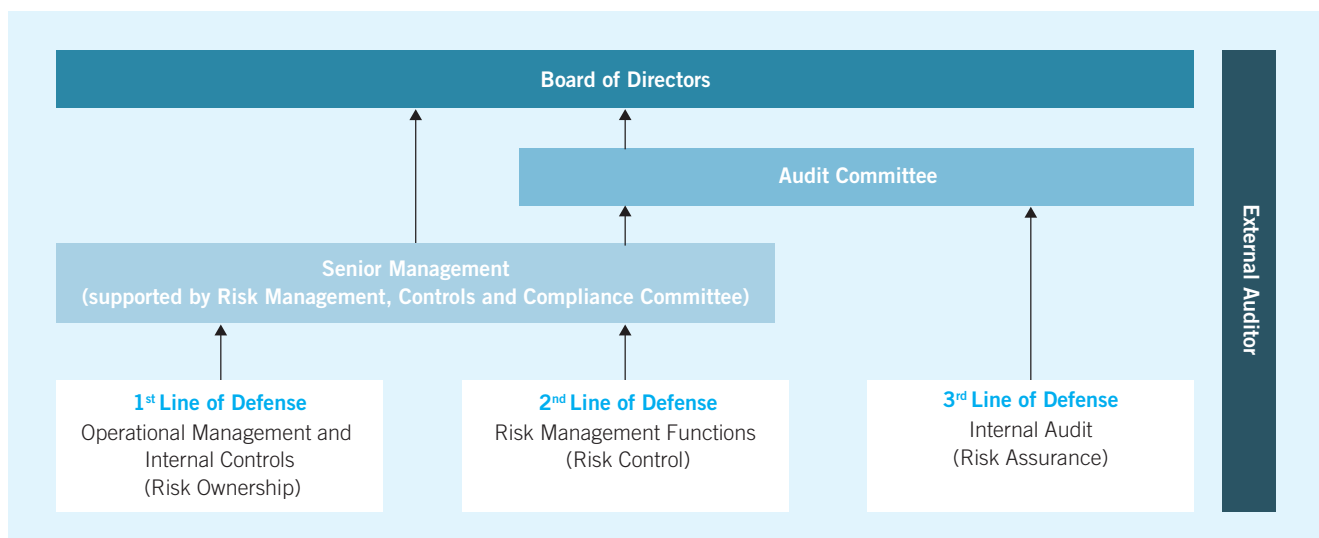 Board of Directors
Audit Committee
Senior Management
(supported by Risk Management, Controls and Compliance Committee)
1st Line of Defense
Operational Management and
Internal Controls
(Risk Ownership)
2nd Line of Defense
Risk Management Functions
(Risk Control)
3rd Line of Defense
Internal Audit
(Risk Assurance)
External Auditor